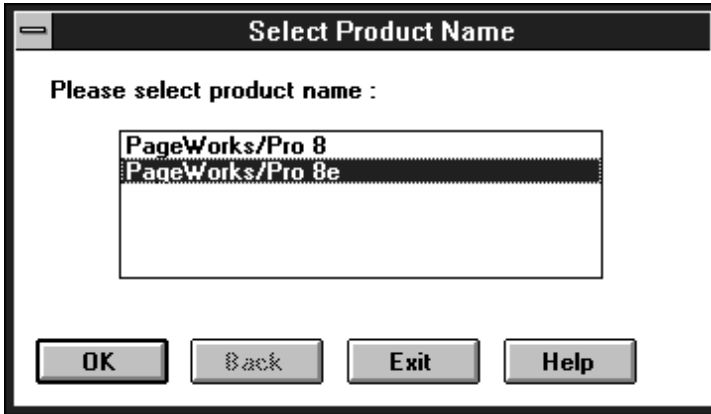 Select Product Name
Please select product name :
PageWorks/Pro 8
PageWorks/Pro 8e
OK Back Exit Help